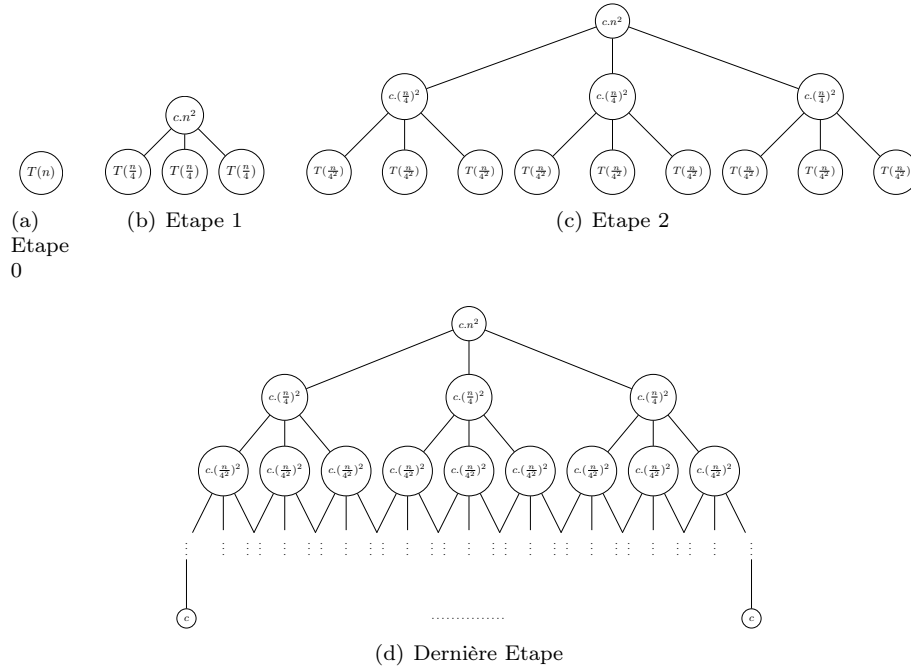 c.n²
c.(n/4)² c.(n/4)² c.(n/4)²
c.n²
T(n) T(n/4) T(n/4) T(n/4) T(n/4²) T(n/4²) T(n/4²) T(n/4²) T(n/4²) T(n/4²) T(n/4²) T(n/4²) T(n/4²)
(a)
Etape
0
(b) Etape 1
(c) Etape 2
c.n²
c.(n/4)² c.(n/4)² c.(n/4)²
c.(n/4²)² c.(n/4²)² c.(n/4²)² c.(n/4²)² c.(n/4²)² c.(n/4²)² c.(n/4²)² c.(n/4²)² c.(n/4²)²
c ............... c
(d) Dernière Etape